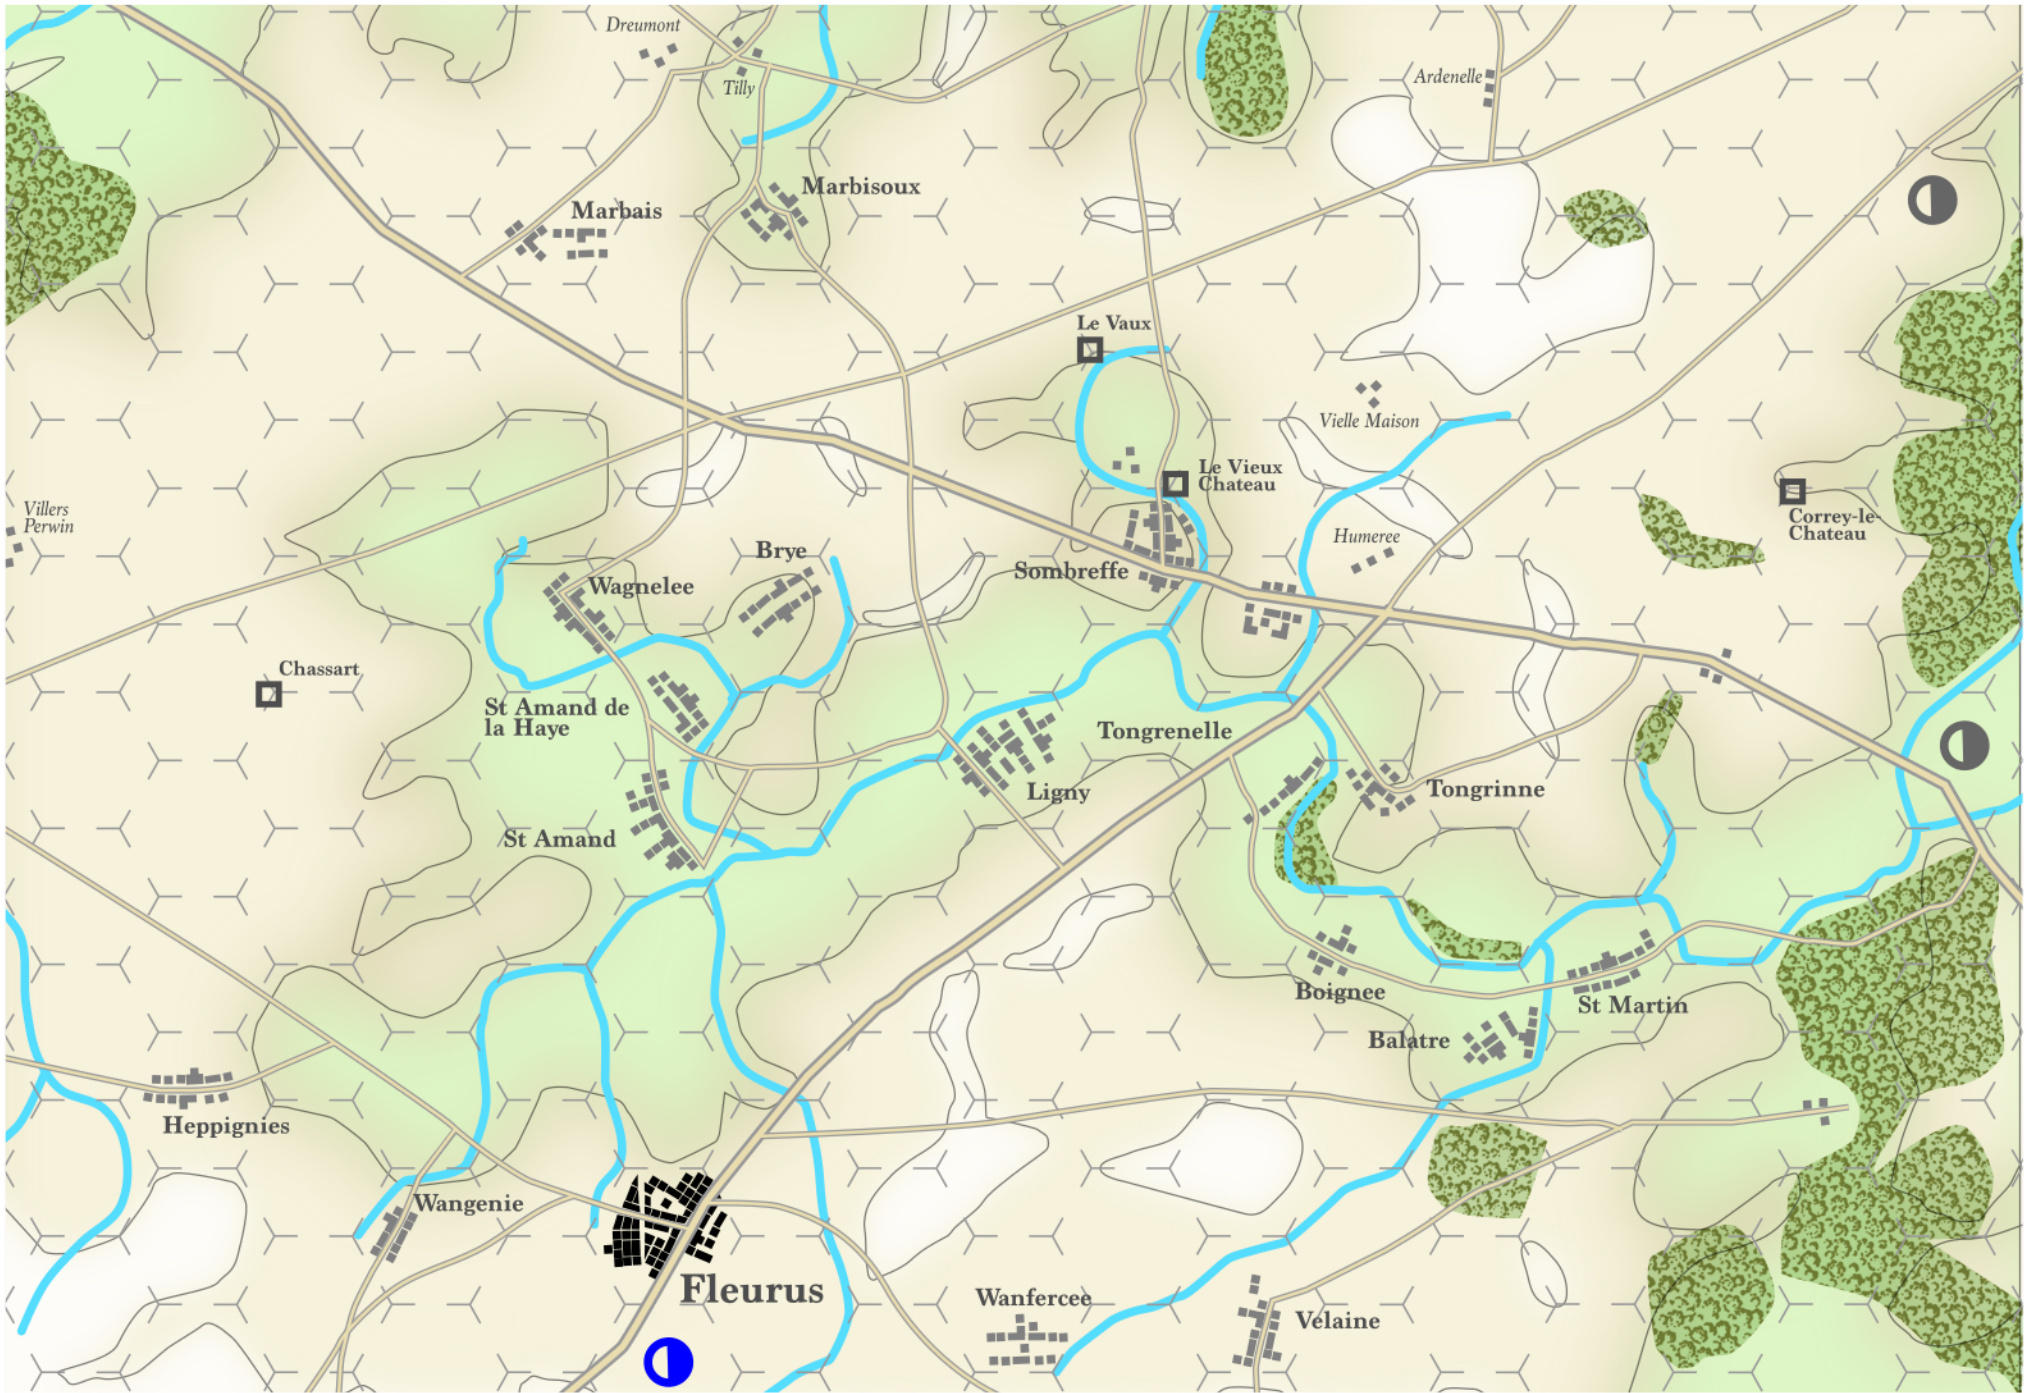 Dreumont
Tilly
Ardenelle
Marbisoux
Marbais
Le Vaux
Vielle Maison
Le Vieux
Chateau
Villers
Perwin
Correy-le-
Chateau
Humeree
Brye
Sombreffe
Wagnelee
Chassart
St Amand de
la Haye
Tongrenelle
Ligny
Tongrinne
St Amand
Boignee
St Martin
Balatre
Heppignies
Wangenie
Fleurus
Wanfercee
Velaine